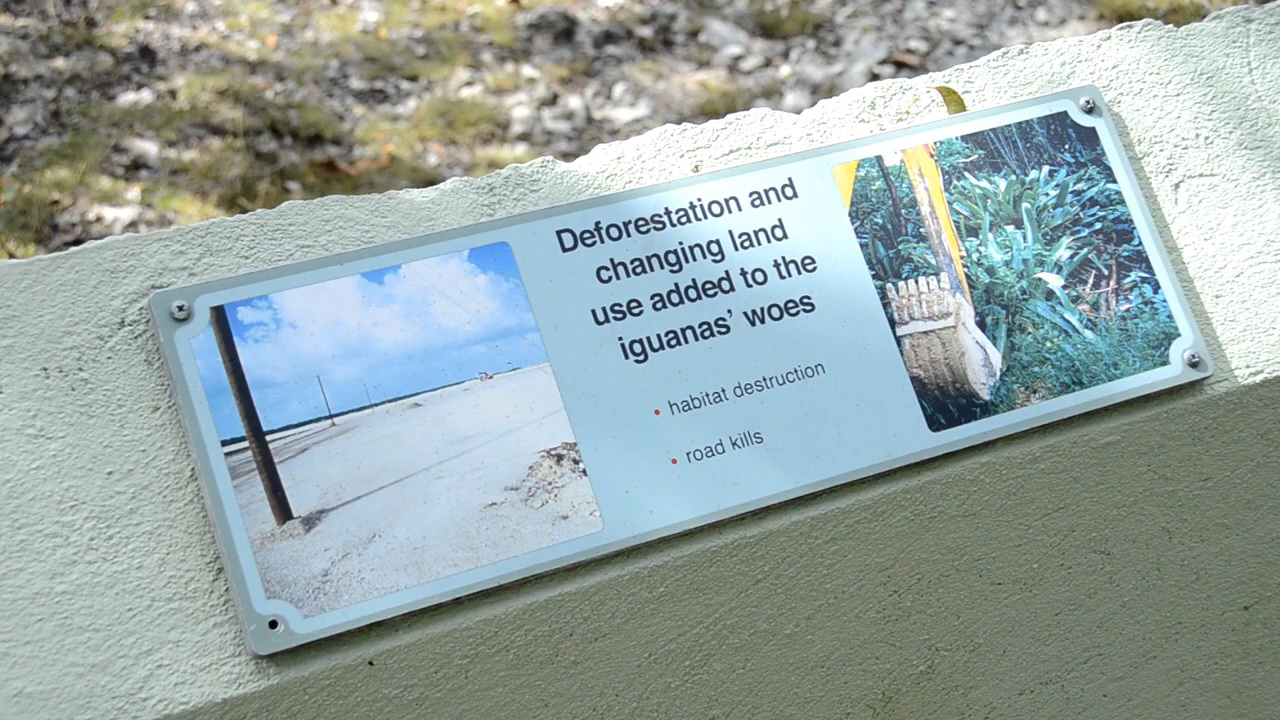 Deforestation and
changing land
use added to the
iguanas' woes
• habitat destruction
• road kills